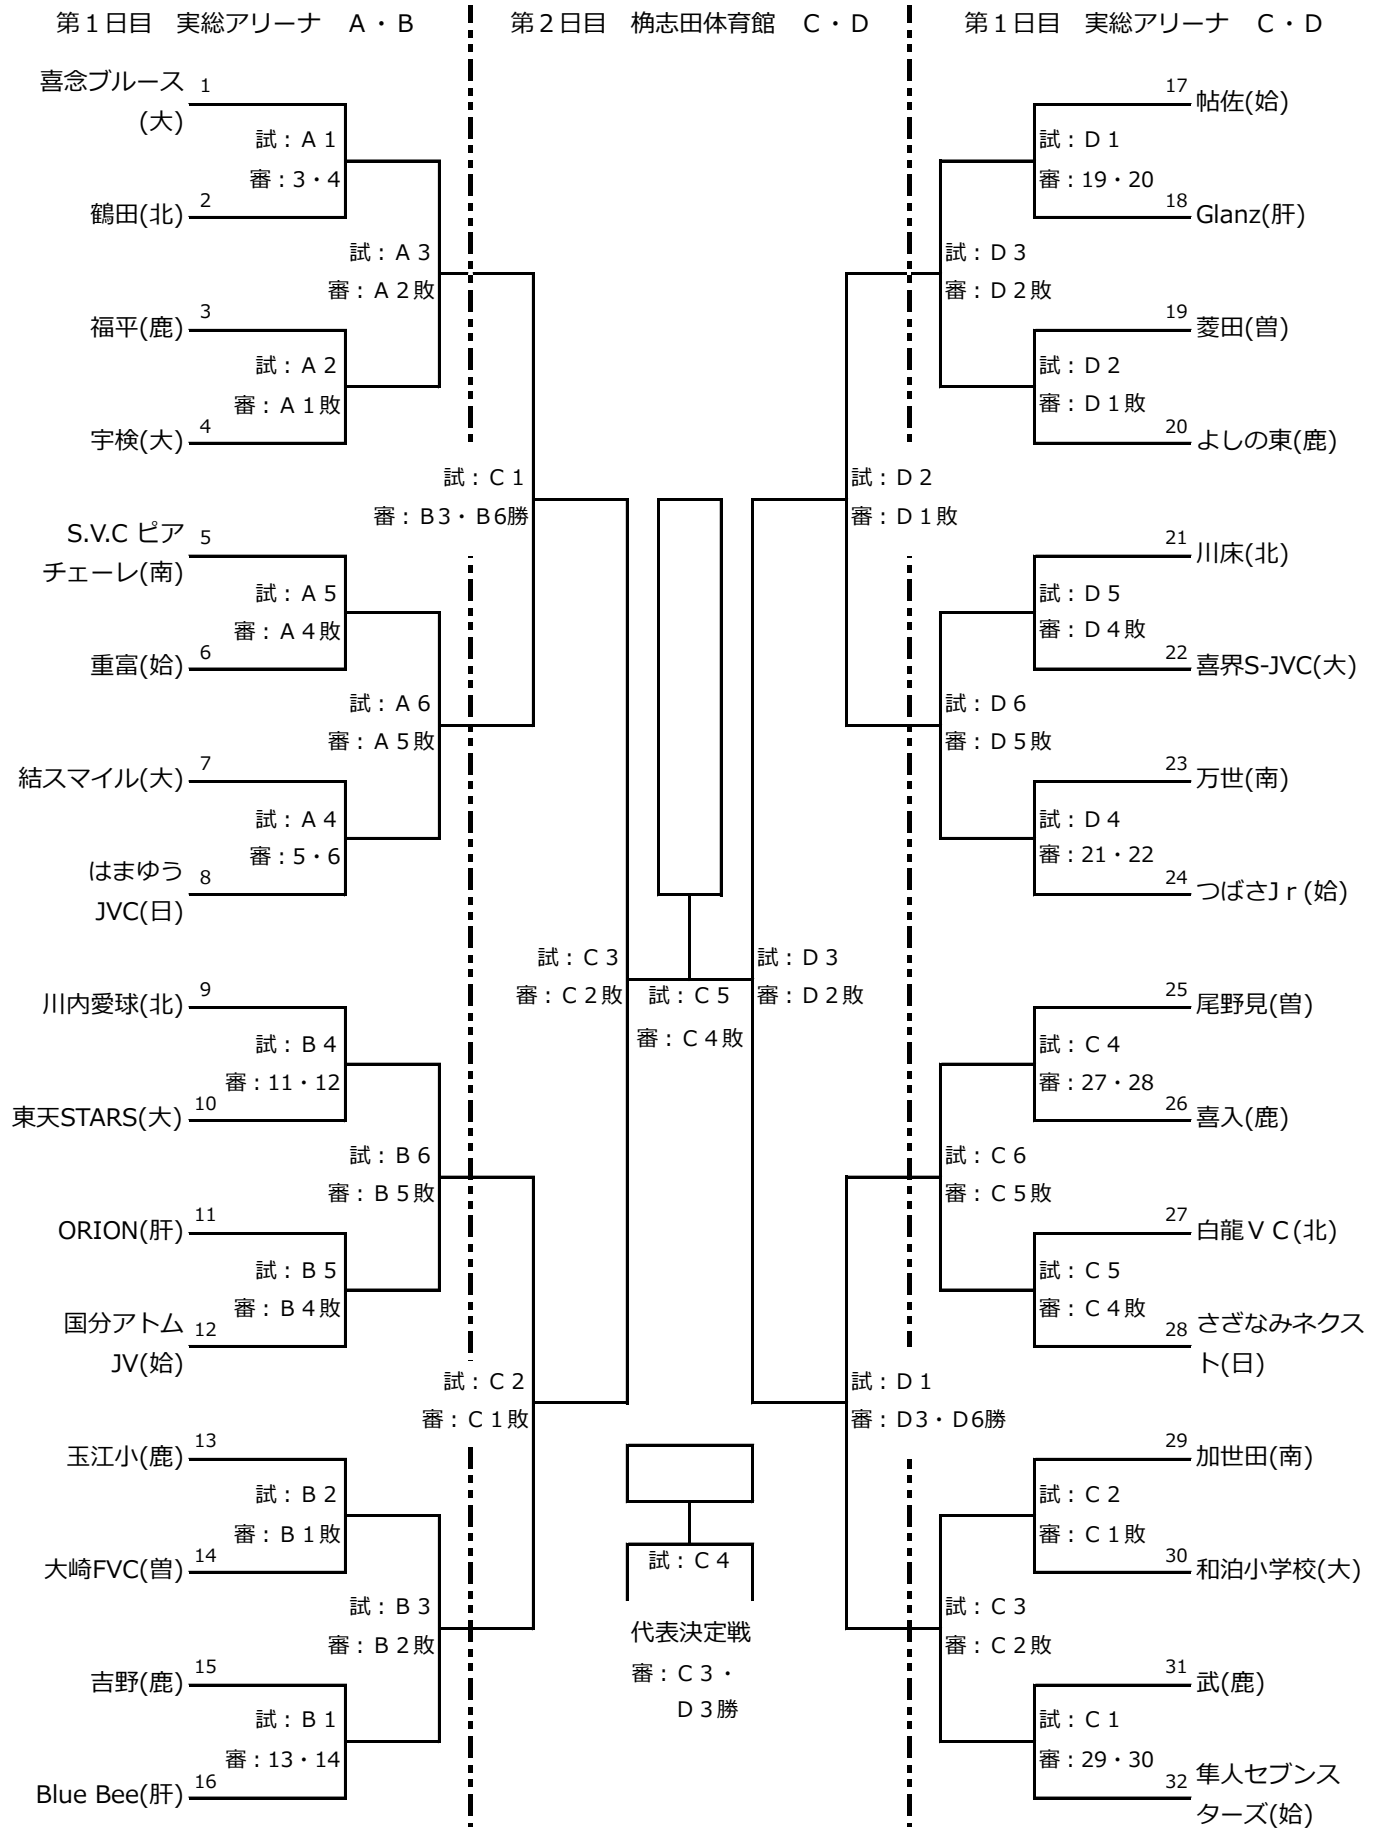 第１日目　実総アリーナ　Ａ・Ｂ
第２日目　桷志田体育館　Ｃ・Ｄ
第１日目　実総アリーナ　Ｃ・Ｄ
喜念ブルース
(大)
1
試：Ａ１
審：3・4
鶴田(北)
2
試：Ａ３
審：Ａ２敗
福平(鹿)
3
試：Ａ２
審：Ａ１敗
宇検(大)
4
試：Ｃ１
審：Ｂ3・Ｂ6勝
S.V.C ピア
チェーレ(南)
5
試：Ａ５
審：Ａ４敗
重富(姶)
6
試：Ａ６
審：Ａ５敗
結スマイル(大)
7
試：Ａ４
審：5・6
はまゆう
JVC(日)
8
試：Ｃ３
審：Ｃ２敗
川内愛球(北)
9
試：Ｂ４
審：11・12
東天STARS(大)
10
試：Ｂ６
審：Ｂ５敗
ORION(肝)
11
試：Ｂ５
審：Ｂ４敗
国分アトム
JV(姶)
12
試：Ｃ２
審：Ｃ１敗
玉江小(鹿)
13
試：Ｂ２
審：Ｂ１敗
大崎FVC(曽)
14
試：Ｂ３
審：Ｂ２敗
吉野(鹿)
15
試：Ｂ１
審：13・14
Blue Bee(肝)
16
試：Ｃ５
審：Ｃ４敗
試：Ｃ４
代表決定戦
審：Ｃ３・
Ｄ３勝
17
帖佐(姶)
試：Ｄ１
審：19・20
18
Glanz(肝)
試：Ｄ３
審：Ｄ２敗
19
菱田(曽)
試：Ｄ２
審：Ｄ１敗
20
よしの東(鹿)
試：Ｄ２
審：Ｄ１敗
21
川床(北)
試：Ｄ５
審：Ｄ４敗
22
喜界S-JVC(大)
試：Ｄ６
審：Ｄ５敗
23
万世(南)
試：Ｄ４
審：21・22
24
つばさJｒ(姶)
試：Ｄ３
審：Ｄ２敗
25
尾野見(曽)
試：Ｃ４
審：27・28
26
喜入(鹿)
試：Ｃ６
審：Ｃ５敗
27
白龍ＶＣ(北)
試：Ｃ５
審：Ｃ４敗
28
さざなみネクス
ト(日)
試：Ｄ１
審：Ｄ3・Ｄ6勝
29
加世田(南)
試：Ｃ２
審：Ｃ１敗
30
和泊小学校(大)
試：Ｃ３
審：Ｃ２敗
31
武(鹿)
試：Ｃ１
審：29・30
32
隼人セブンス
ターズ(姶)